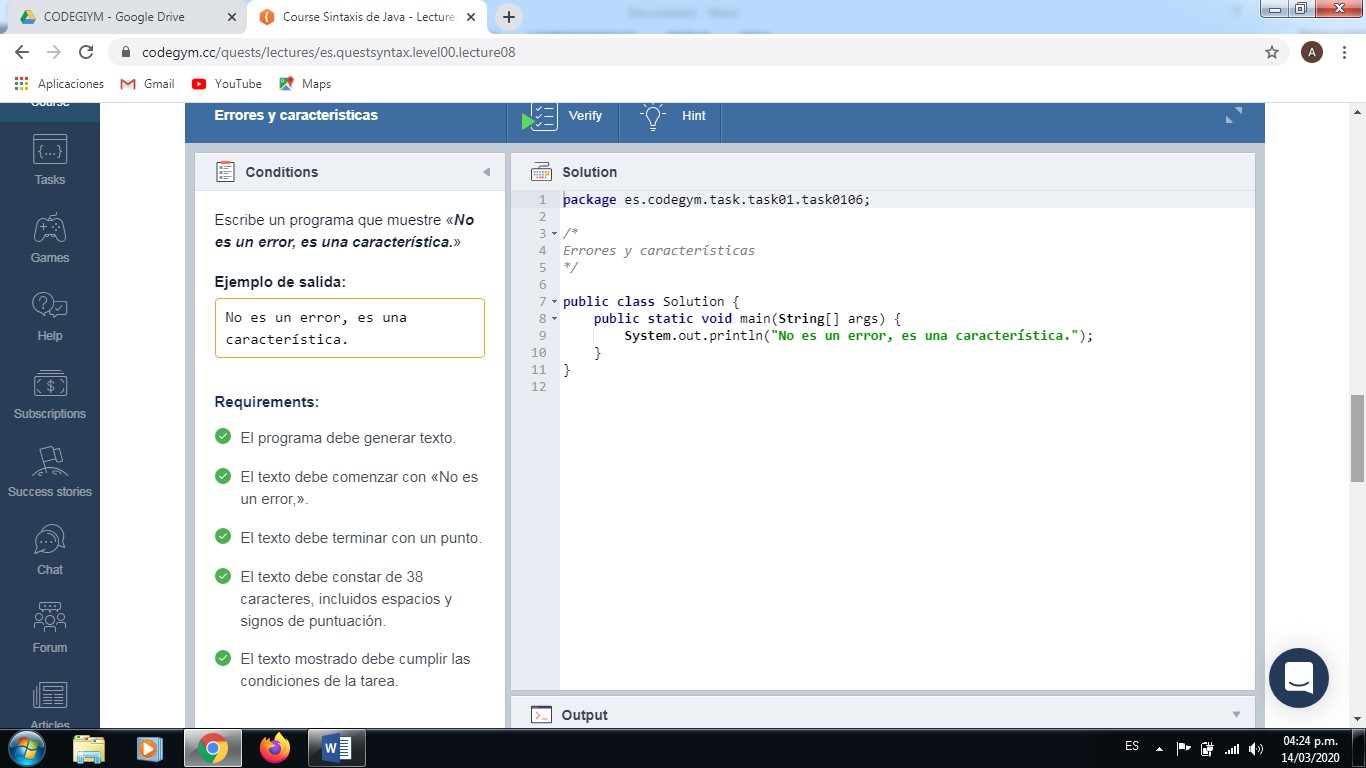 CODEGIYM - Google Drive
Course Sintaxis de Java - Lecture
codegym.cc/quests/lectures/es.questsyntax.level00.lecture08
A
Aplicaciones
Gmail
YouTube
Maps
Course
Tasks
Games
Help
Subscriptions
Success stories
Chat
Forum
Articles
Errores y características
Verify
Hint
Conditions
Escribe un programa que muestre «No
es un error, es una característica.»
Ejemplo de salida:
No es un error, es una
característica.
Requirements:
El programa debe generar texto.
El texto debe comenzar con «No es
un error,».
El texto debe terminar con un punto.
El texto debe constar de 38
caracteres, incluidos espacios y
signos de puntuación.
El texto mostrado debe cumplir las
condiciones de la tarea.
Solution
1 package es.codegym.task.task01.task0106;
2
3 /*
4 Errores y características
5 */
6
7 public class Solution {
8 public static void main(String[] args) {
9 System.out.println("No es un error, es una característica.");
10 }
11 }
12
Output
ES
04:24 p.m.
14/03/2020